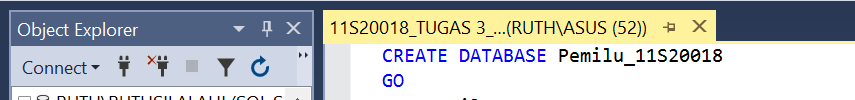 Object Explorer
11S20018_TUGAS 3_...(RUTH\ASUS (52))
Connect
CREATE DATABASE Pemilu_11S20018
GO